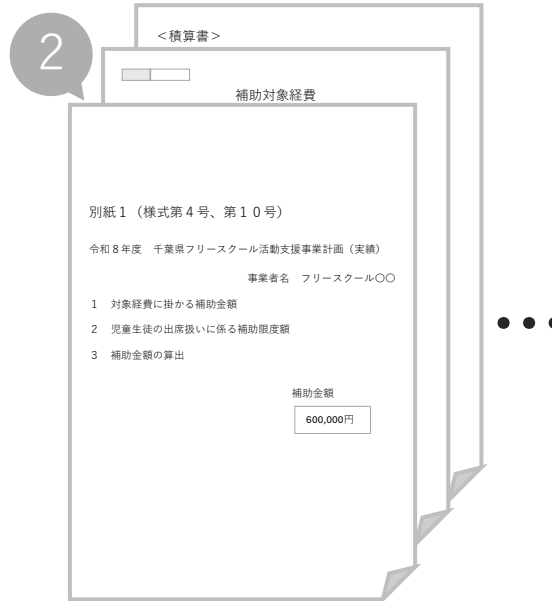 2
＜積算書＞
補助対象経費
別紙１（様式第４号、第１０号）
令和８年度　千葉県フリースクール活動支援事業計画（実績）
事業者名　フリースクール〇〇
１　対象経費に掛かる補助金額
２　児童生徒の出席扱いに係る補助限度額
３　補助金額の算出
補助金額
600,000円